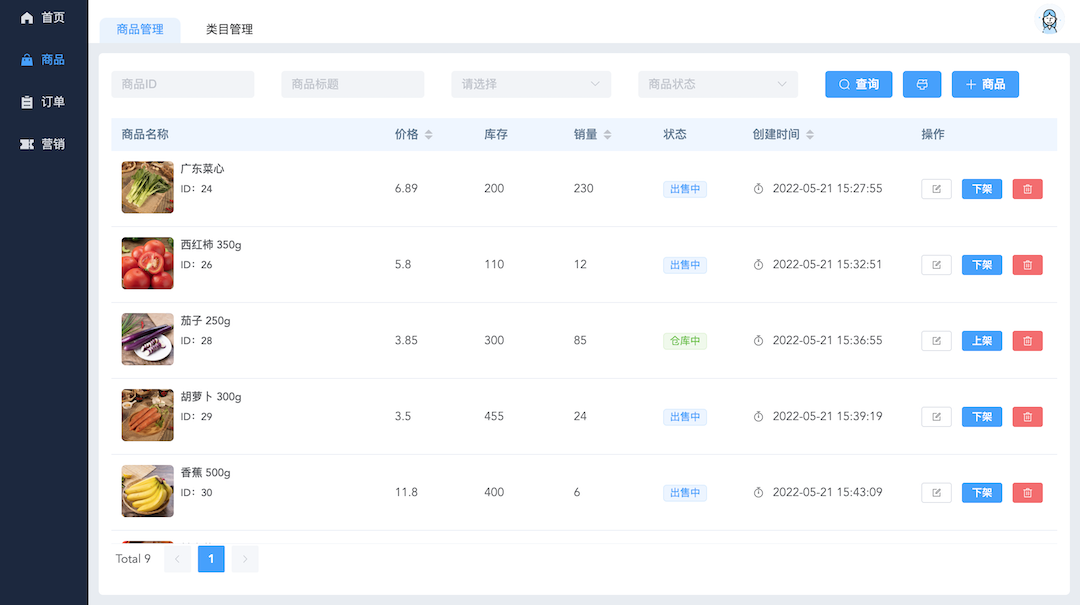 首页
商品
订单
营销
商品管理 类目管理
商品ID 商品标题 请选择 商品状态 查询 商品
商品名称 价格 库存 销量 状态 创建时间 操作
广东菜心
ID：24
6.89 200 230 出售中 2022-05-21 15:27:55 下架
西红柿 350g
ID：26
5.8 110 12 出售中 2022-05-21 15:32:51 下架
茄子 250g
ID：28
3.85 300 85 仓库中 2022-05-21 15:36:55 上架
胡萝卜 300g
ID：29
3.5 455 24 出售中 2022-05-21 15:39:19 下架
香蕉 500g
ID：30
11.8 400 6 出售中 2022-05-21 15:43:09 下架
Total 9 1